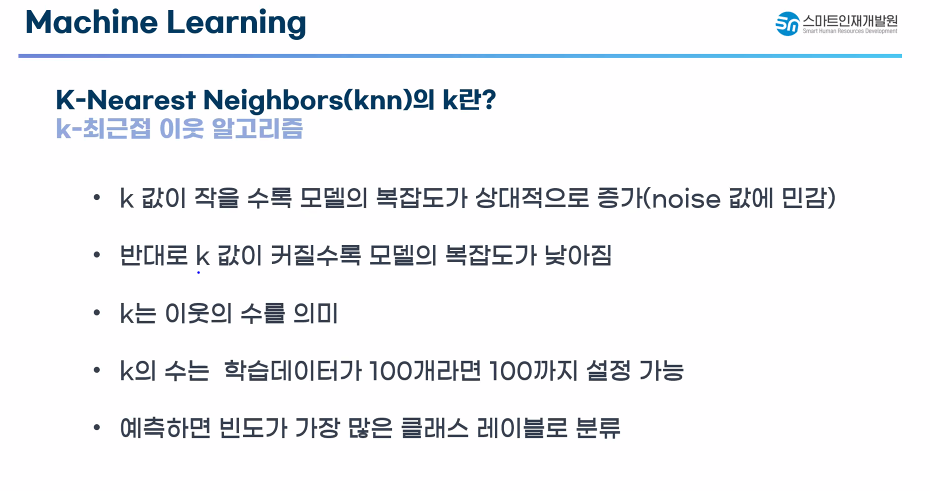 Machine Learning
스마트인재개발원
Smart Human Resources Development
K-Nearest Neighbors(knn)의 k란?
k-최근접 이웃 알고리즘
• k 값이 작을 수록 모델의 복잡도가 상대적으로 증가(noise 값에 민감)
• 반대로 k 값이 커질수록 모델의 복잡도가 낮아짐
• k는 이웃의 수를 의미
• k의 수는 학습데이터가 100개라면 100까지 설정 가능
• 예측하면 빈도가 가장 많은 클래스 레이블로 분류